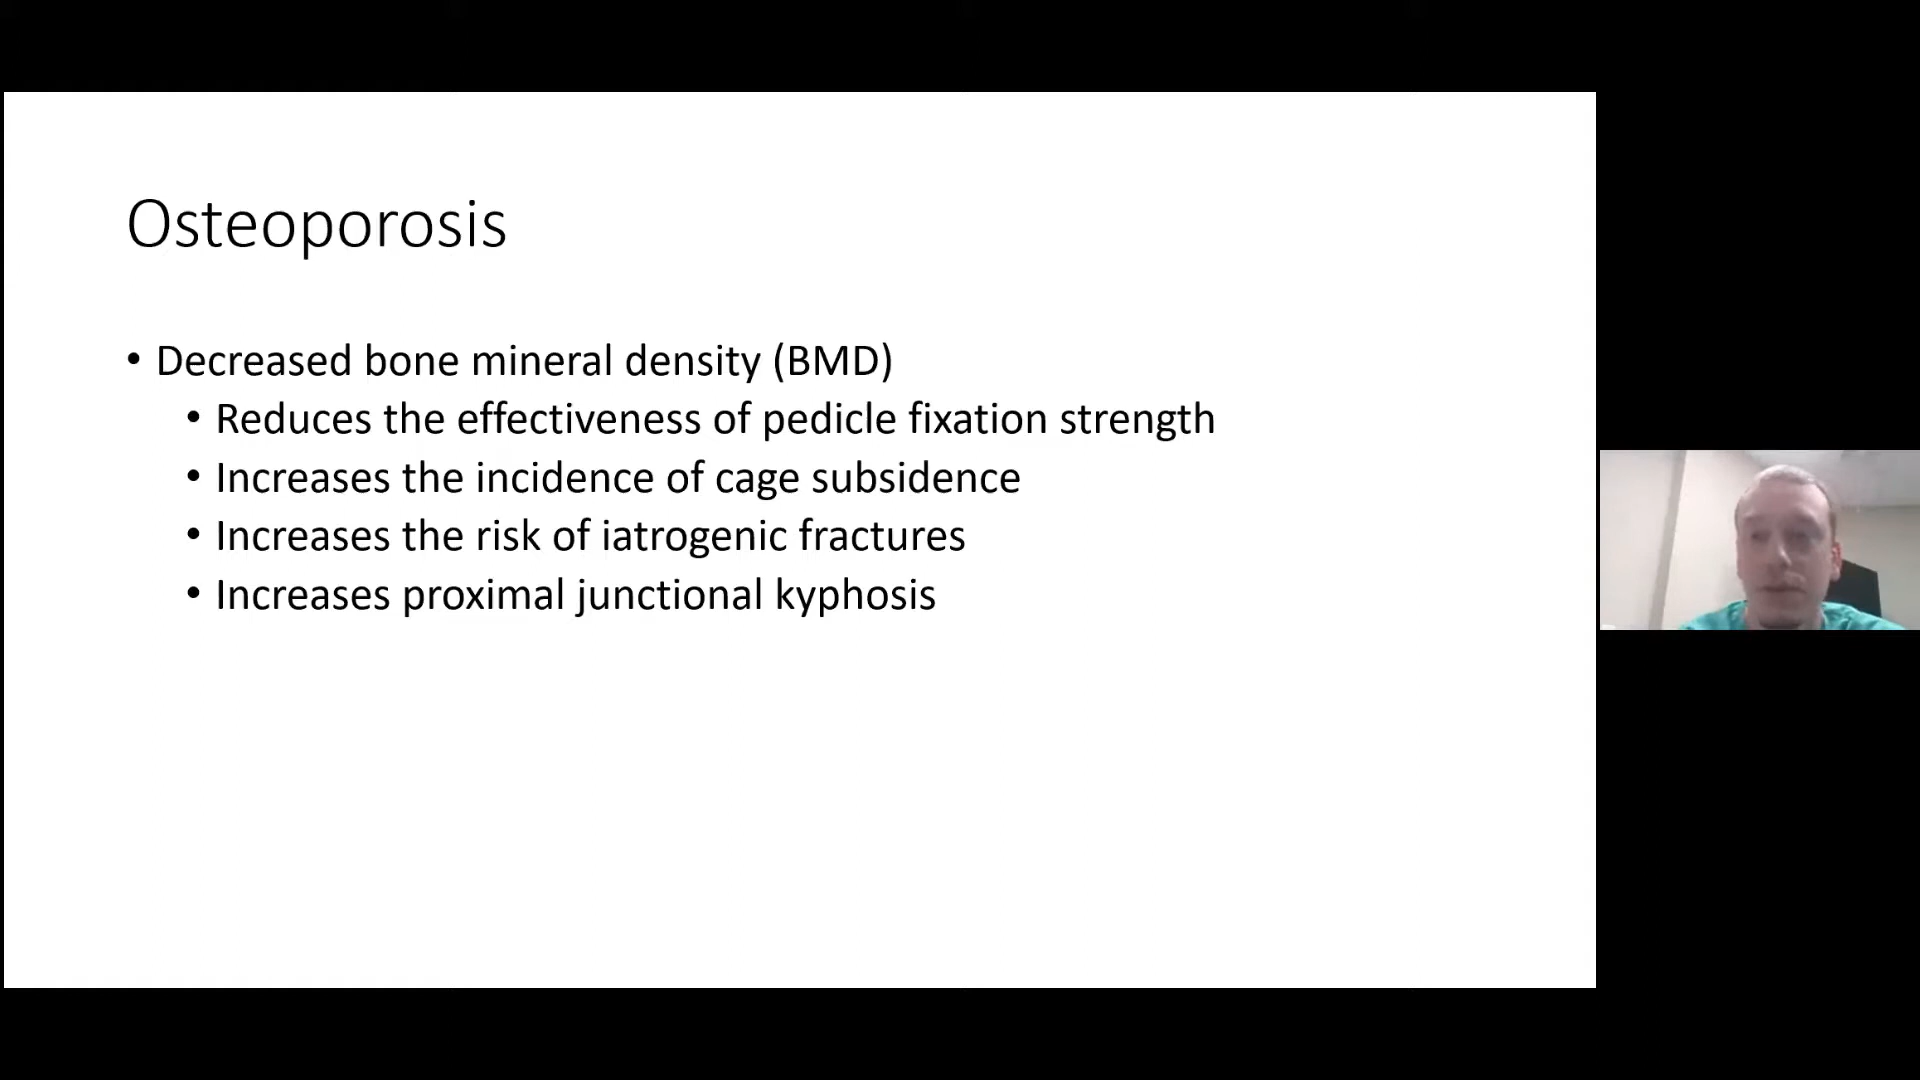 Osteoporosis
• Decreased bone mineral density (BMD)
• Reduces the effectiveness of pedicle fixation strength
• Increases the incidence of cage subsidence
• Increases the risk of iatrogenic fractures
• Increases proximal junctional kyphosis